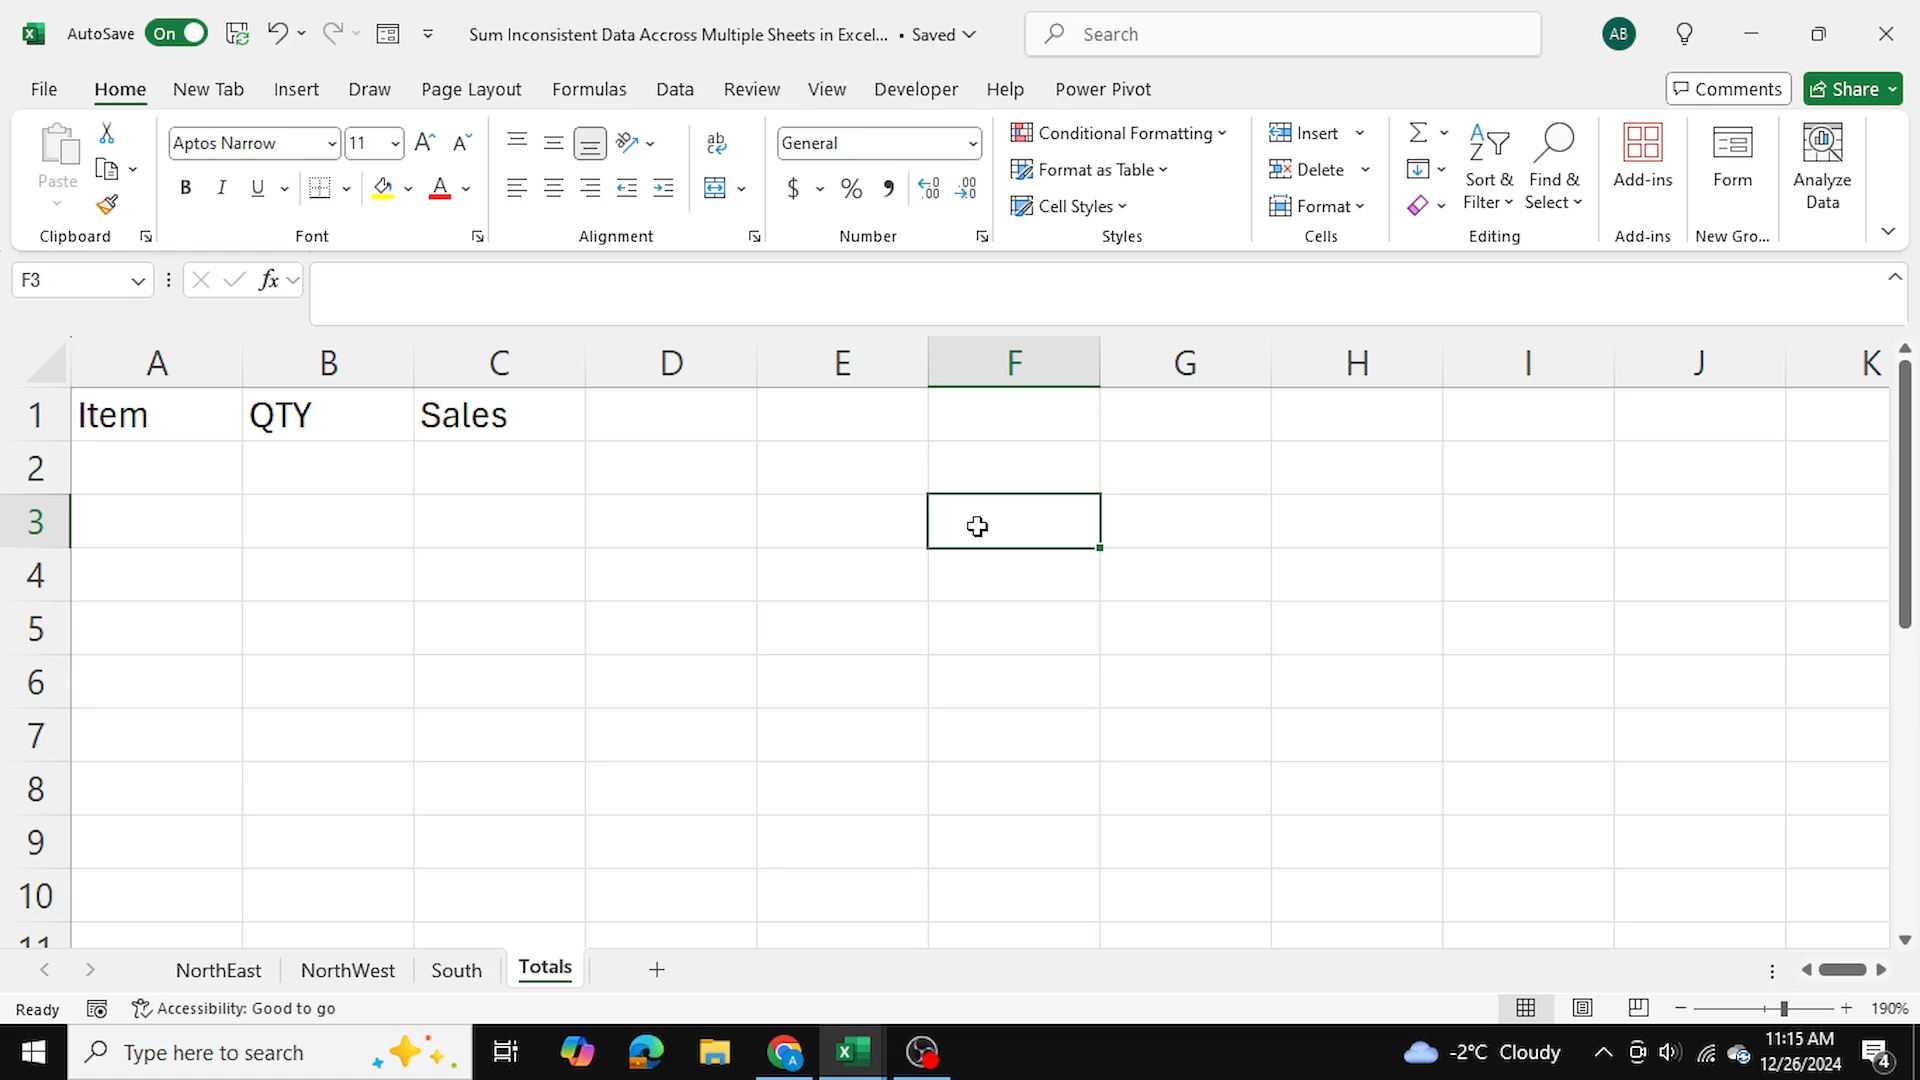 AutoSave On Sum Inconsistent Data Accross Multiple Sheets in Excel... • Saved Search AB
File Home New Tab Insert Draw Page Layout Formulas Data Review View Developer Help Power Pivot Comments Share
Paste
Clipboard
Aptos Narrow 11
B I U A
Font
ab
Alignment
General
$ % 9
Number
Conditional Formatting
Format as Table
Cell Styles
Styles
Insert
Delete
Format
Cells
Sort & Filter
Find & Select
Editing
Add-ins
Add-ins
Form
New Gro...
Analyze Data
F3 fx
A B C D E F G H I J K
1 Item QTY Sales
2
3
4
5
6
7
8
9
10
11
NorthEast NorthWest South Totals +
Ready Accessibility: Good to go 190%
Type here to search -2°C Cloudy 11:15 AM
12/26/2024 4